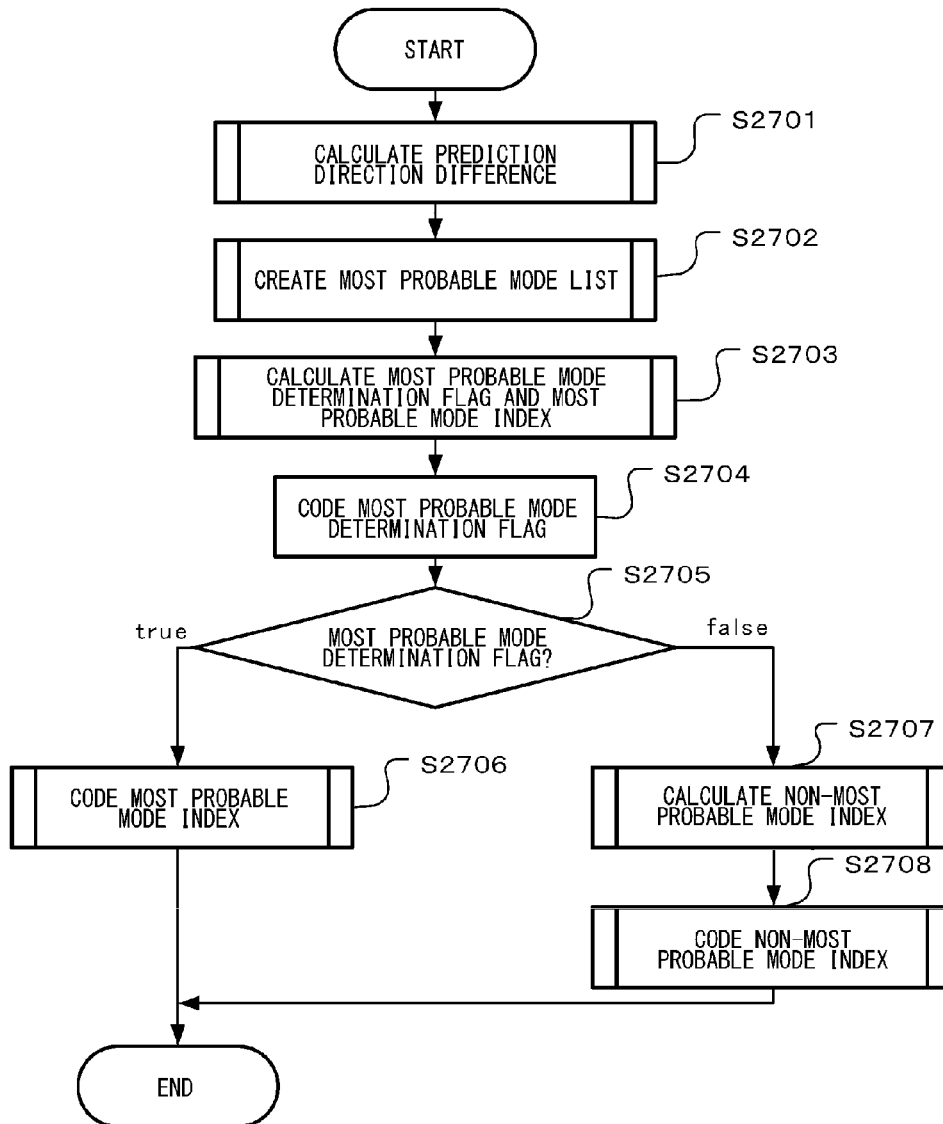 START
S2701
CALCULATE PREDICTION
DIRECTION DIFFERENCE
S2702
CREATE MOST PROBABLE MODE LIST
S2703
CALCULATE MOST PROBABLE MODE
DETERMINATION FLAG AND MOST
PROBABLE MODE INDEX
S2704
CODE MOST PROBABLE MODE
DETERMINATION FLAG
S2705
true
false
MOST PROBABLE MODE
DETERMINATION FLAG?
S2706
CODE MOST PROBABLE
MODE INDEX
S2707
CALCULATE NON-MOST
PROBABLE MODE INDEX
S2708
CODE NON-MOST
PROBABLE MODE INDEX
END